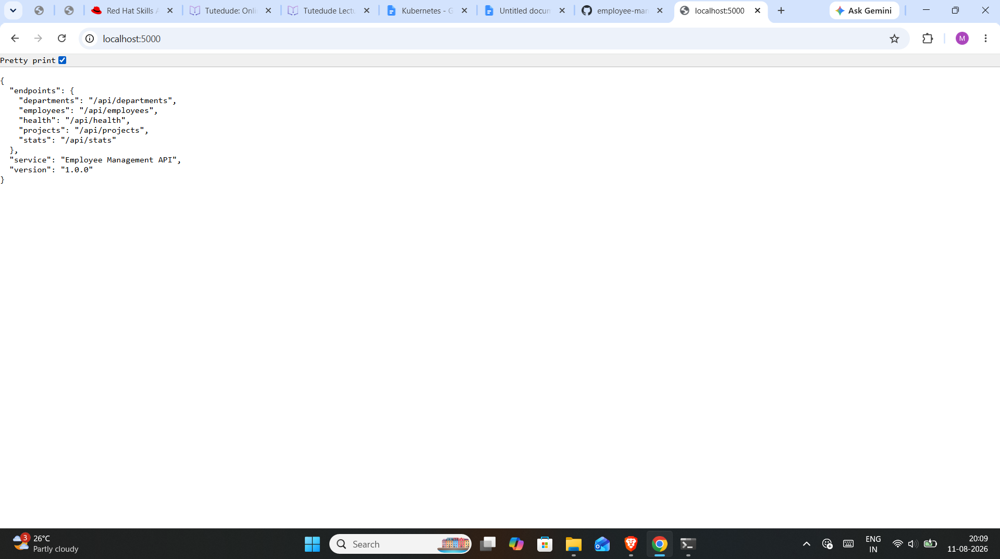 Red Hat Skills A
Tutedude: Onli
Tutedude Lectu
Kubernetes - G
Untitled docum
employee-man
localhost:5000
Ask Gemini
localhost:5000
M
Pretty print
{
"endpoints": {
"departments": "/api/departments",
"employees": "/api/employees",
"health": "/api/health",
"projects": "/api/projects",
"stats": "/api/stats"
},
"service": "Employee Management API",
"version": "1.0.0"
}
3
26°C
Partly cloudy
Search
ENG
IN
20:09
11-08-2026